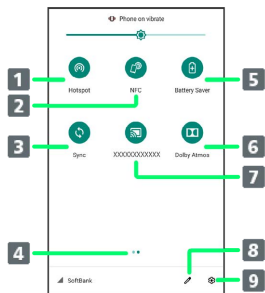 Phone on vibrate
1
Hotspot NFC Battery Saver
5
2
3
Sync XXXXXXXXXXXX Dolby Atmos
6
7
4
8
SoftBank
9